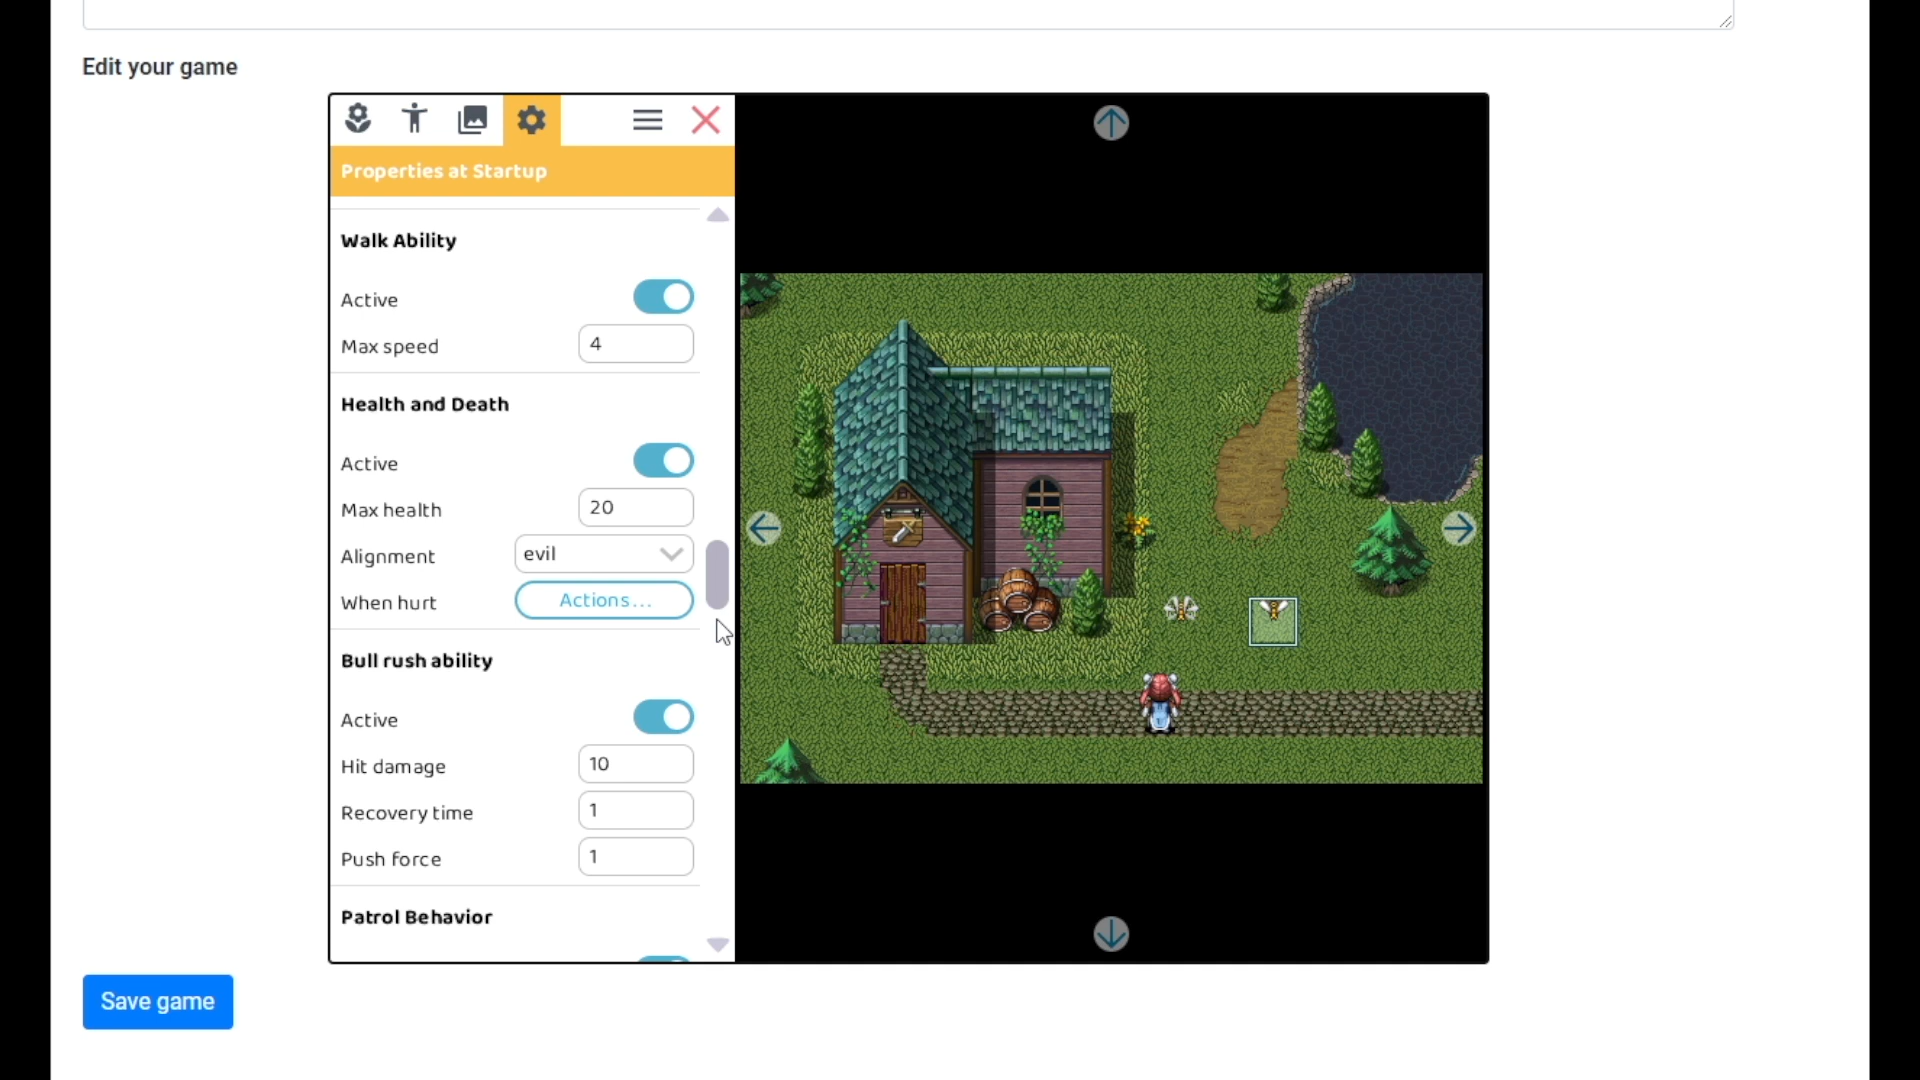 Edit your game
Properties at Startup
Walk Ability
Active
Max speed 4
Health and Death
Active
Max health 20
Alignment evil
When hurt Actions...
Bull rush ability
Active
Hit damage 10
Recovery time 1
Push force 1
Patrol Behavior
Save game